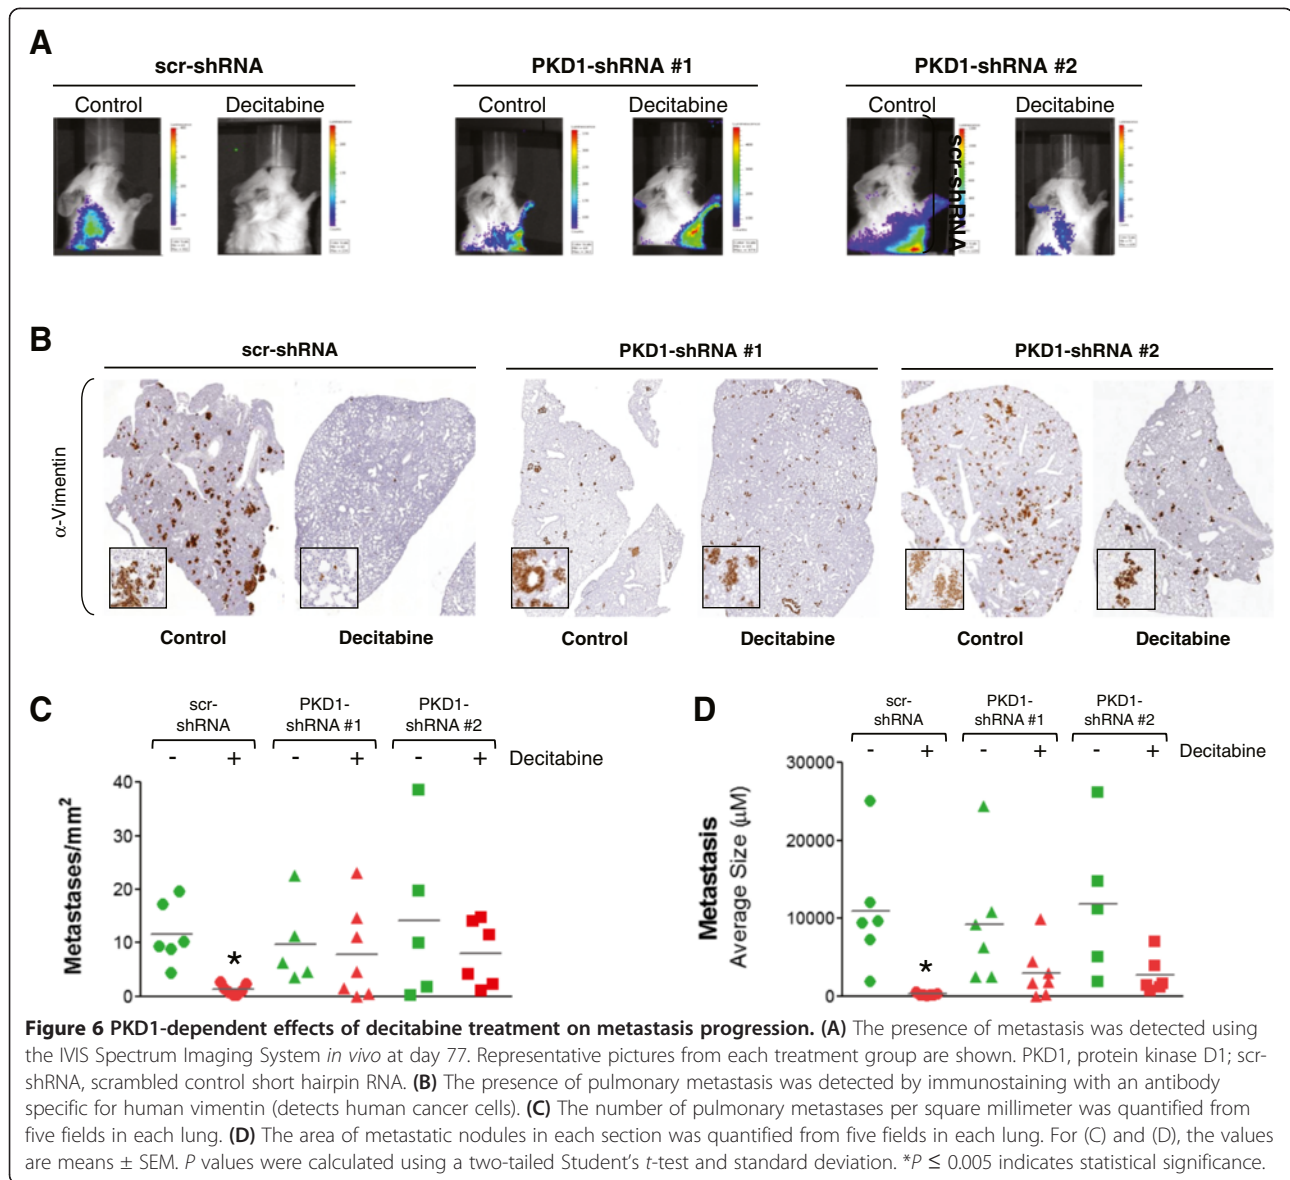 A
scr-shRNA
PKD1-shRNA #1
PKD1-shRNA #2
Control
Decitabine
Control
Decitabine
Control
Decitabine
scr-shRNA
B
scr-shRNA
PKD1-shRNA #1
PKD1-shRNA #2
α-Vimentin
Control
Decitabine
Control
Decitabine
Control
Decitabine
C
scr-
shRNA
PKD1-
shRNA #1
PKD1-
shRNA #2
- + - + - + Decitabine
Metastases/mm²
40
30
20
10
0
*
D
scr-
shRNA
PKD1-
shRNA #1
PKD1-
shRNA #2
- + - + - + Decitabine
Metastasis
Average Size (μM)
30000
20000
10000
0
*
Figure 6 PKD1-dependent effects of decitabine treatment on metastasis progression. (A) The presence of metastasis was detected using
the IVIS Spectrum Imaging System in vivo at day 77. Representative pictures from each treatment group are shown. PKD1, protein kinase D1; scr-
shRNA, scrambled control short hairpin RNA. (B) The presence of pulmonary metastasis was detected by immunostaining with an antibody
specific for human vimentin (detects human cancer cells). (C) The number of pulmonary metastases per square millimeter was quantified from
five fields in each lung. (D) The area of metastatic nodules in each section was quantified from five fields in each lung. For (C) and (D), the values
are means ± SEM. P values were calculated using a two-tailed Student's t-test and standard deviation. *P ≤ 0.005 indicates statistical significance.